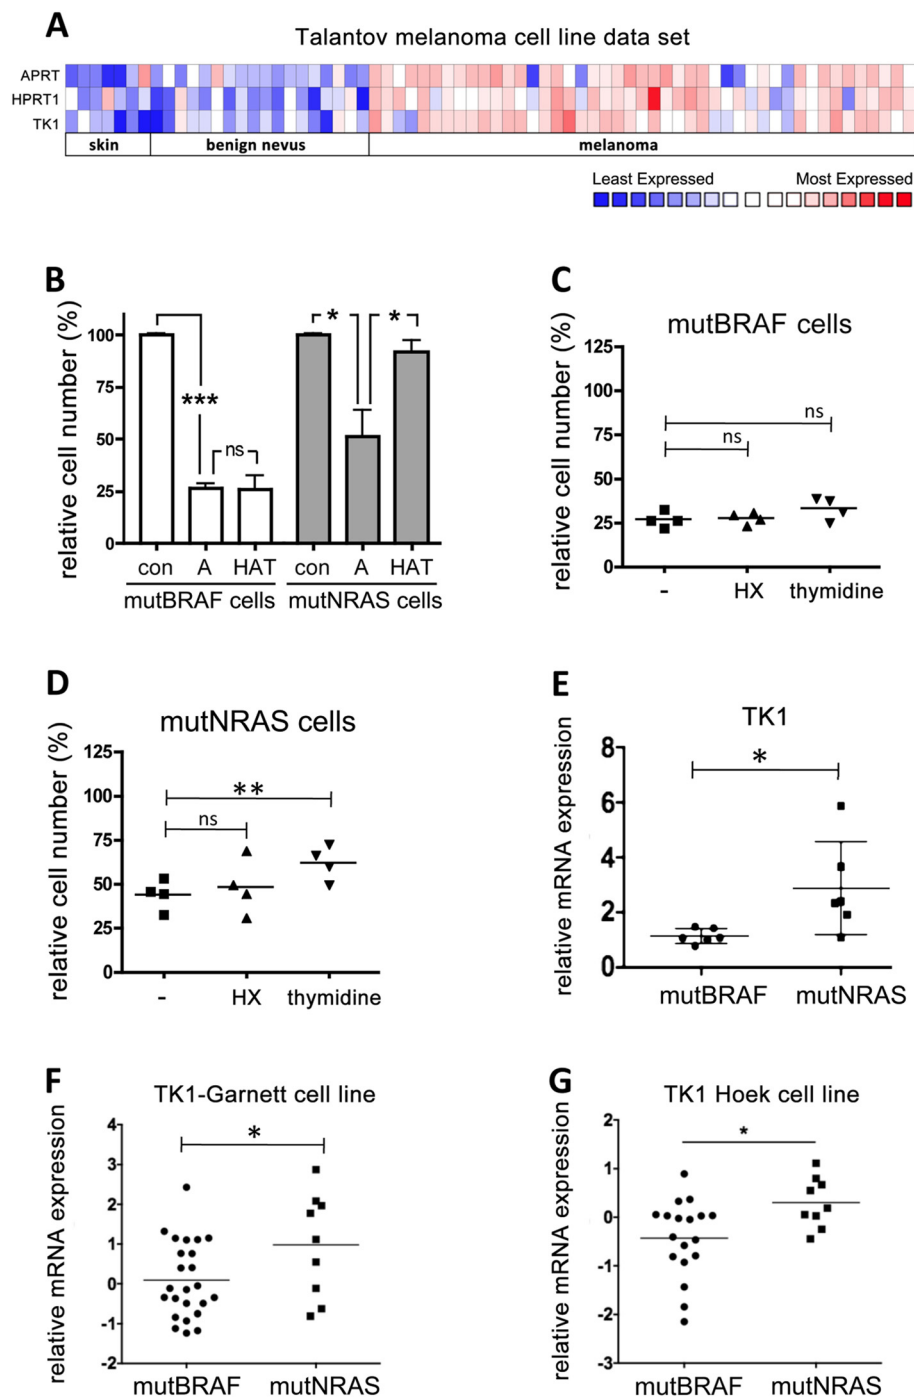 A
Talantov melanoma cell line data set
APRT
HPRT1
TK1
skin benign nevus melanoma
Least Expressed Most Expressed
B
relative cell number (%)
100
75
50
25
0
*** ns * *
con A HAT con A HAT
mutBRAF cells mutNRAS cells
C
mutBRAF cells
relative cell number (%)
125
100
75
50
25
0
ns
ns
- HX thymidine
D
mutNRAS cells
relative cell number (%)
125
100
75
50
25
0
**
ns
- HX thymidine
E
TK1
relative mRNA expression
8
6
4
2
0
*
mutBRAF mutNRAS
F
TK1-Garnett cell line
relative mRNA expression
4
3
2
1
0
-1
-2
*
mutBRAF mutNRAS
G
TK1 Hoek cell line
relative mRNA expression
2
1
0
-1
-2
-3
*
mutBRAF mutNRAS